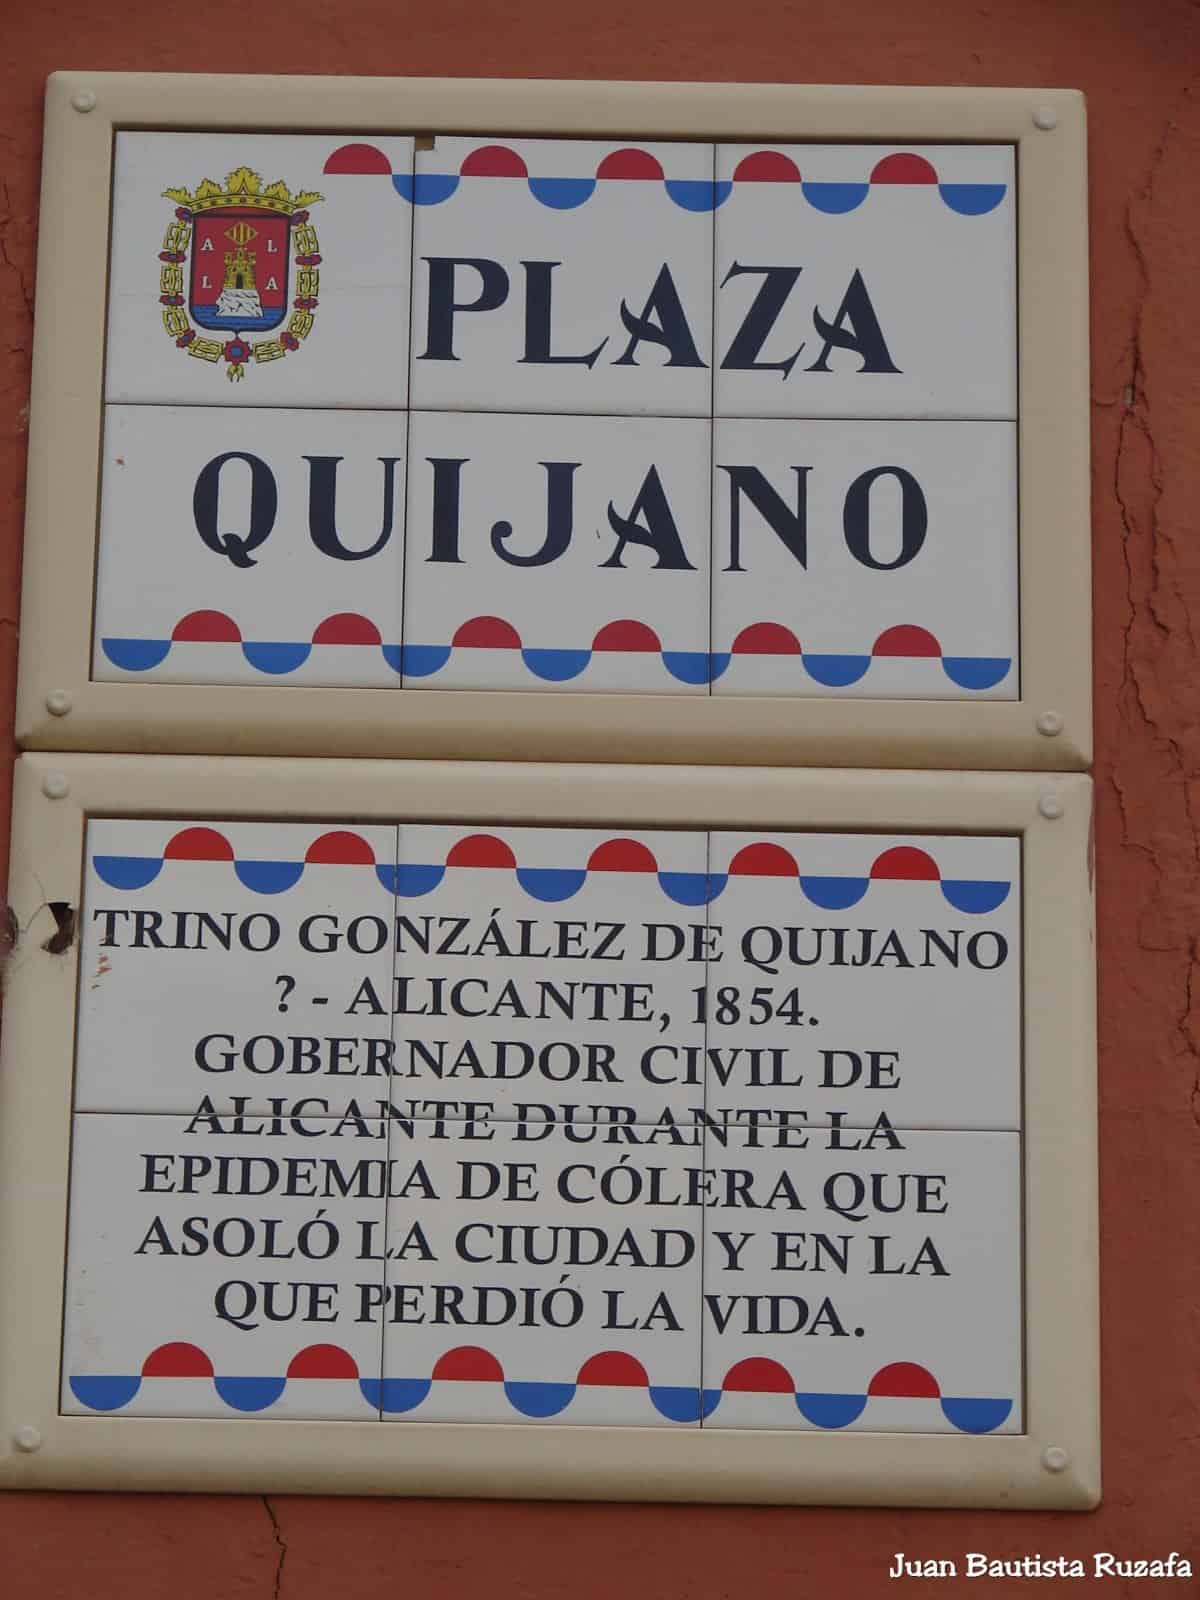 A L
L A
PLAZA
QUIJANO
TRINO GONZÁLEZ DE QUIJANO
? - ALICANTE, 1854.
GOBERNADOR CIVIL DE
ALICANTE DURANTE LA
EPIDEMIA DE CÓLERA QUE
ASOLÓ LA CIUDAD Y EN LA
QUE PERDIÓ LA VIDA.
Juan Bautista Ruzafa